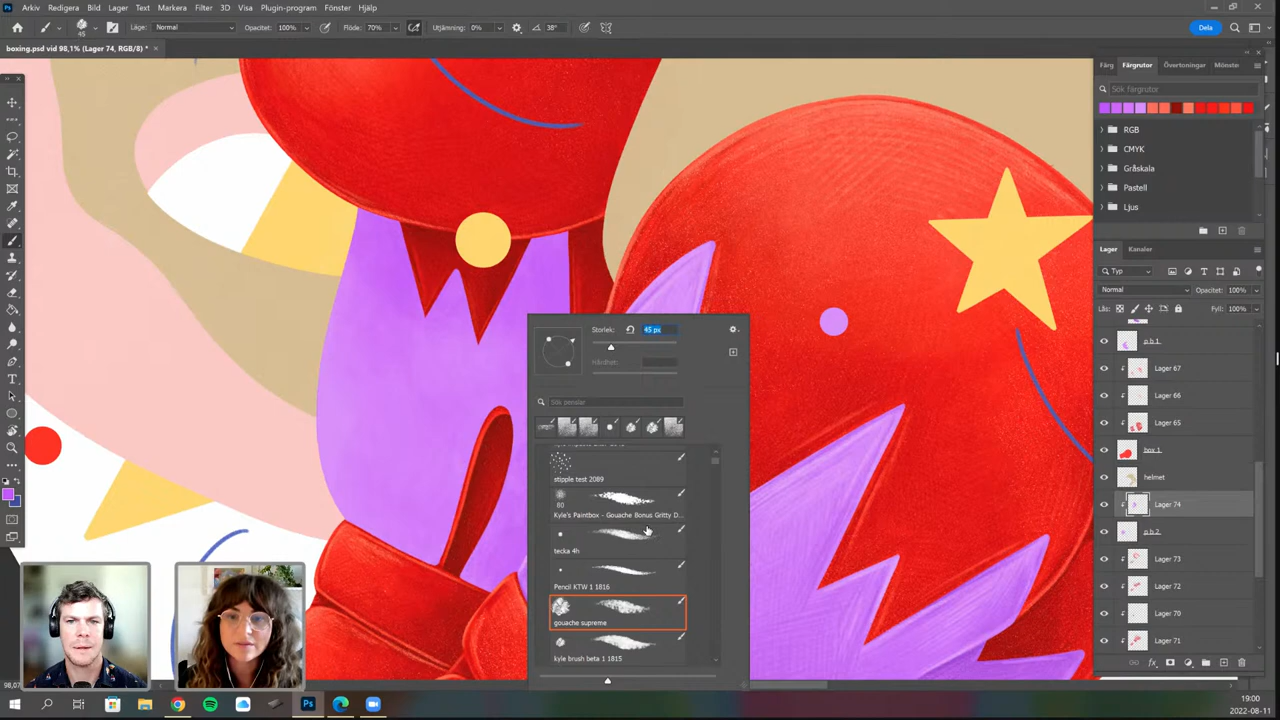 Arkiv Redigera Bild Lager Text Markera Filter 3D Visa Plugin-program Fönster Hjälp
45 Läge: Normal Opacitet: 100% Flöde: 70% Utjämning: 0% 38° Dela
boxing.psd vid 98,1% (Lager 74, RGB/8) *
Färg Färgrutor Övertoningar Mönster
Sök färgrutor
RGB
CMYK
Gråskala
Pastell
Ljus
Lager Kanaler
Typ
Normal Opacitet: 100%
Lås: Fyll: 100%
p b 1
Lager 67
Lager 66
Lager 65
box 1
helmet
Lager 74
p b 2
Lager 73
Lager 72
Lager 70
Lager 71
Storlek: 45 px
Hårdhet:
Sök penslar
stipple test 2089
80
Kyle's Paintbox - Gouache Bonus Gritty D...
tecka 4h
Pencil KTW 1 1816
gouache supreme
kyle brush beta 1 1815
19:00
2022-08-11